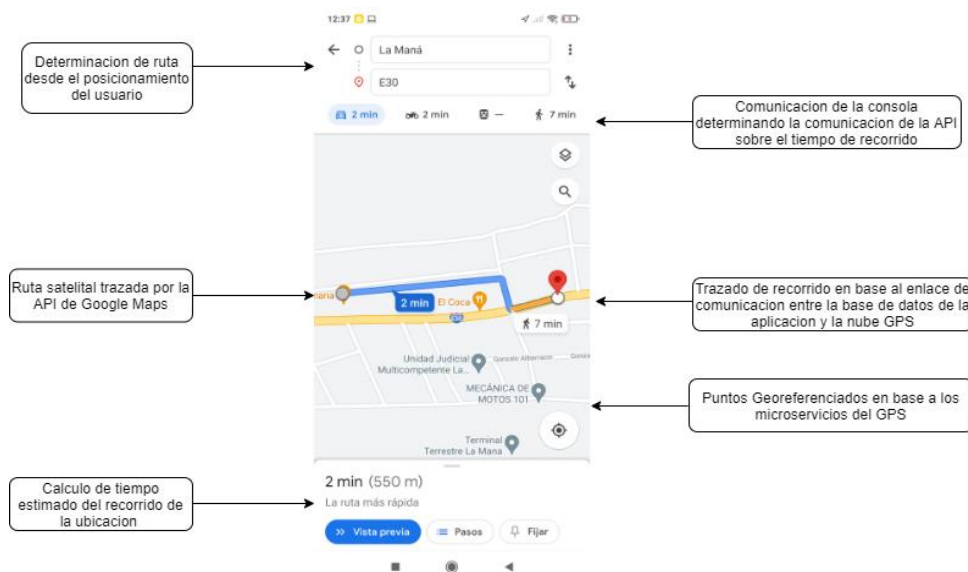 12:37
Determinacion de ruta
desde el posicionamiento
del usuario
La Maná
E30
2 min
2 min
—
7 min
Comunicacion de la consola
determinando la comunicacion de la API
sobre el tiempo de recorrido
Ruta satelital trazada por la
API de Google Maps
2 min
El Coca
7 min
Trazado de recorrido en base al enlace de
comunicacion entre la base de datos de la
aplicacion y la nube GPS
Unidad Judicial
Multicompetente La...
Gonzalo Albarracin
MECÁNICA DE
MOTOS 101
Puntos Georeferenciados en base a los
microservicios del GPS
Terminal
Terrestre La Mana
Calculo de tiempo
estimado del recorrido de
la ubicacion
2 min (550 m)
La ruta más rápida
Vista previa
Pasos
Fijar